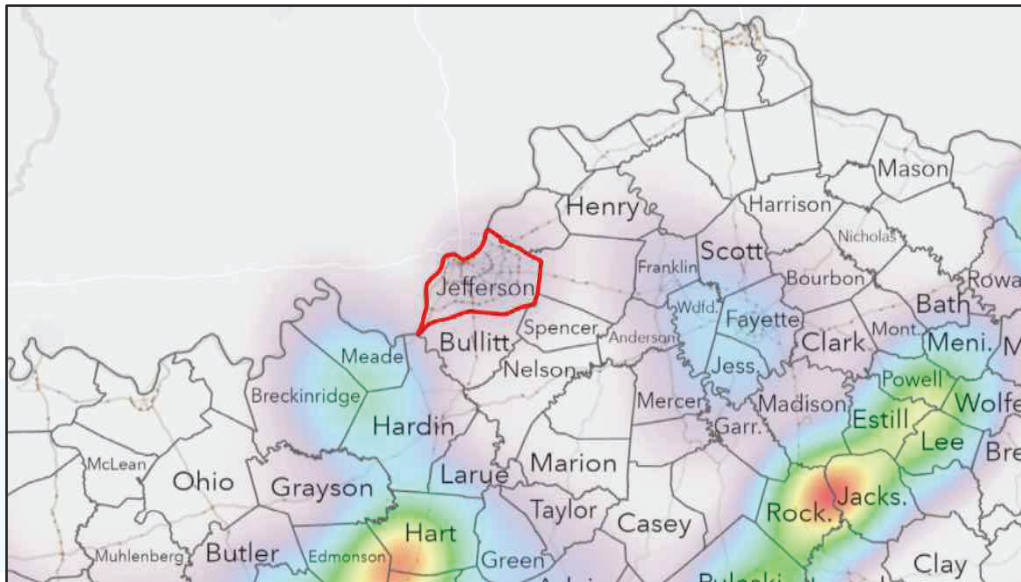 Mason
Henry
Harrison
Nicholas
Scott
Franklin
Bourbon
Rowa
Jefferson
Bath
Wdfd.
Fayette
Spencer
Anderson
Clark
Mont.
Bullitt
Meni.
M
Meade
Nelson
Jess.
Powell
Breckinridge
Mercer
Madison
Wolfe
Hardin
Garr.
Estill
Lee
Bre
McLean
Ohio
Grayson
Larue
Marion
Taylor
Casey
Rock.
Jacks.
Muhlenberg
Butler
Edmonson
Hart
Green
Clay
Pulaski